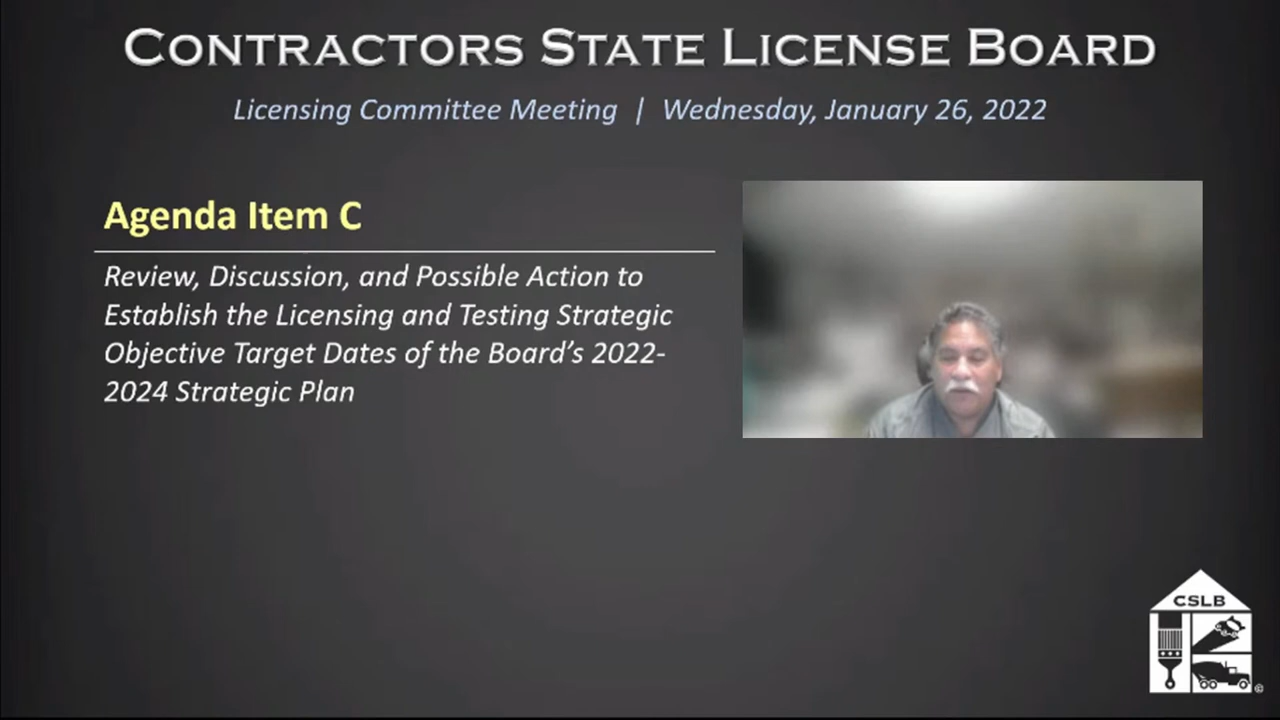 CONTRACTORS STATE LICENSE BOARD
Licensing Committee Meeting | Wednesday, January 26, 2022
Agenda Item C
Review, Discussion, and Possible Action to
Establish the Licensing and Testing Strategic
Objective Target Dates of the Board’s 2022-
2024 Strategic Plan
CSLB
©